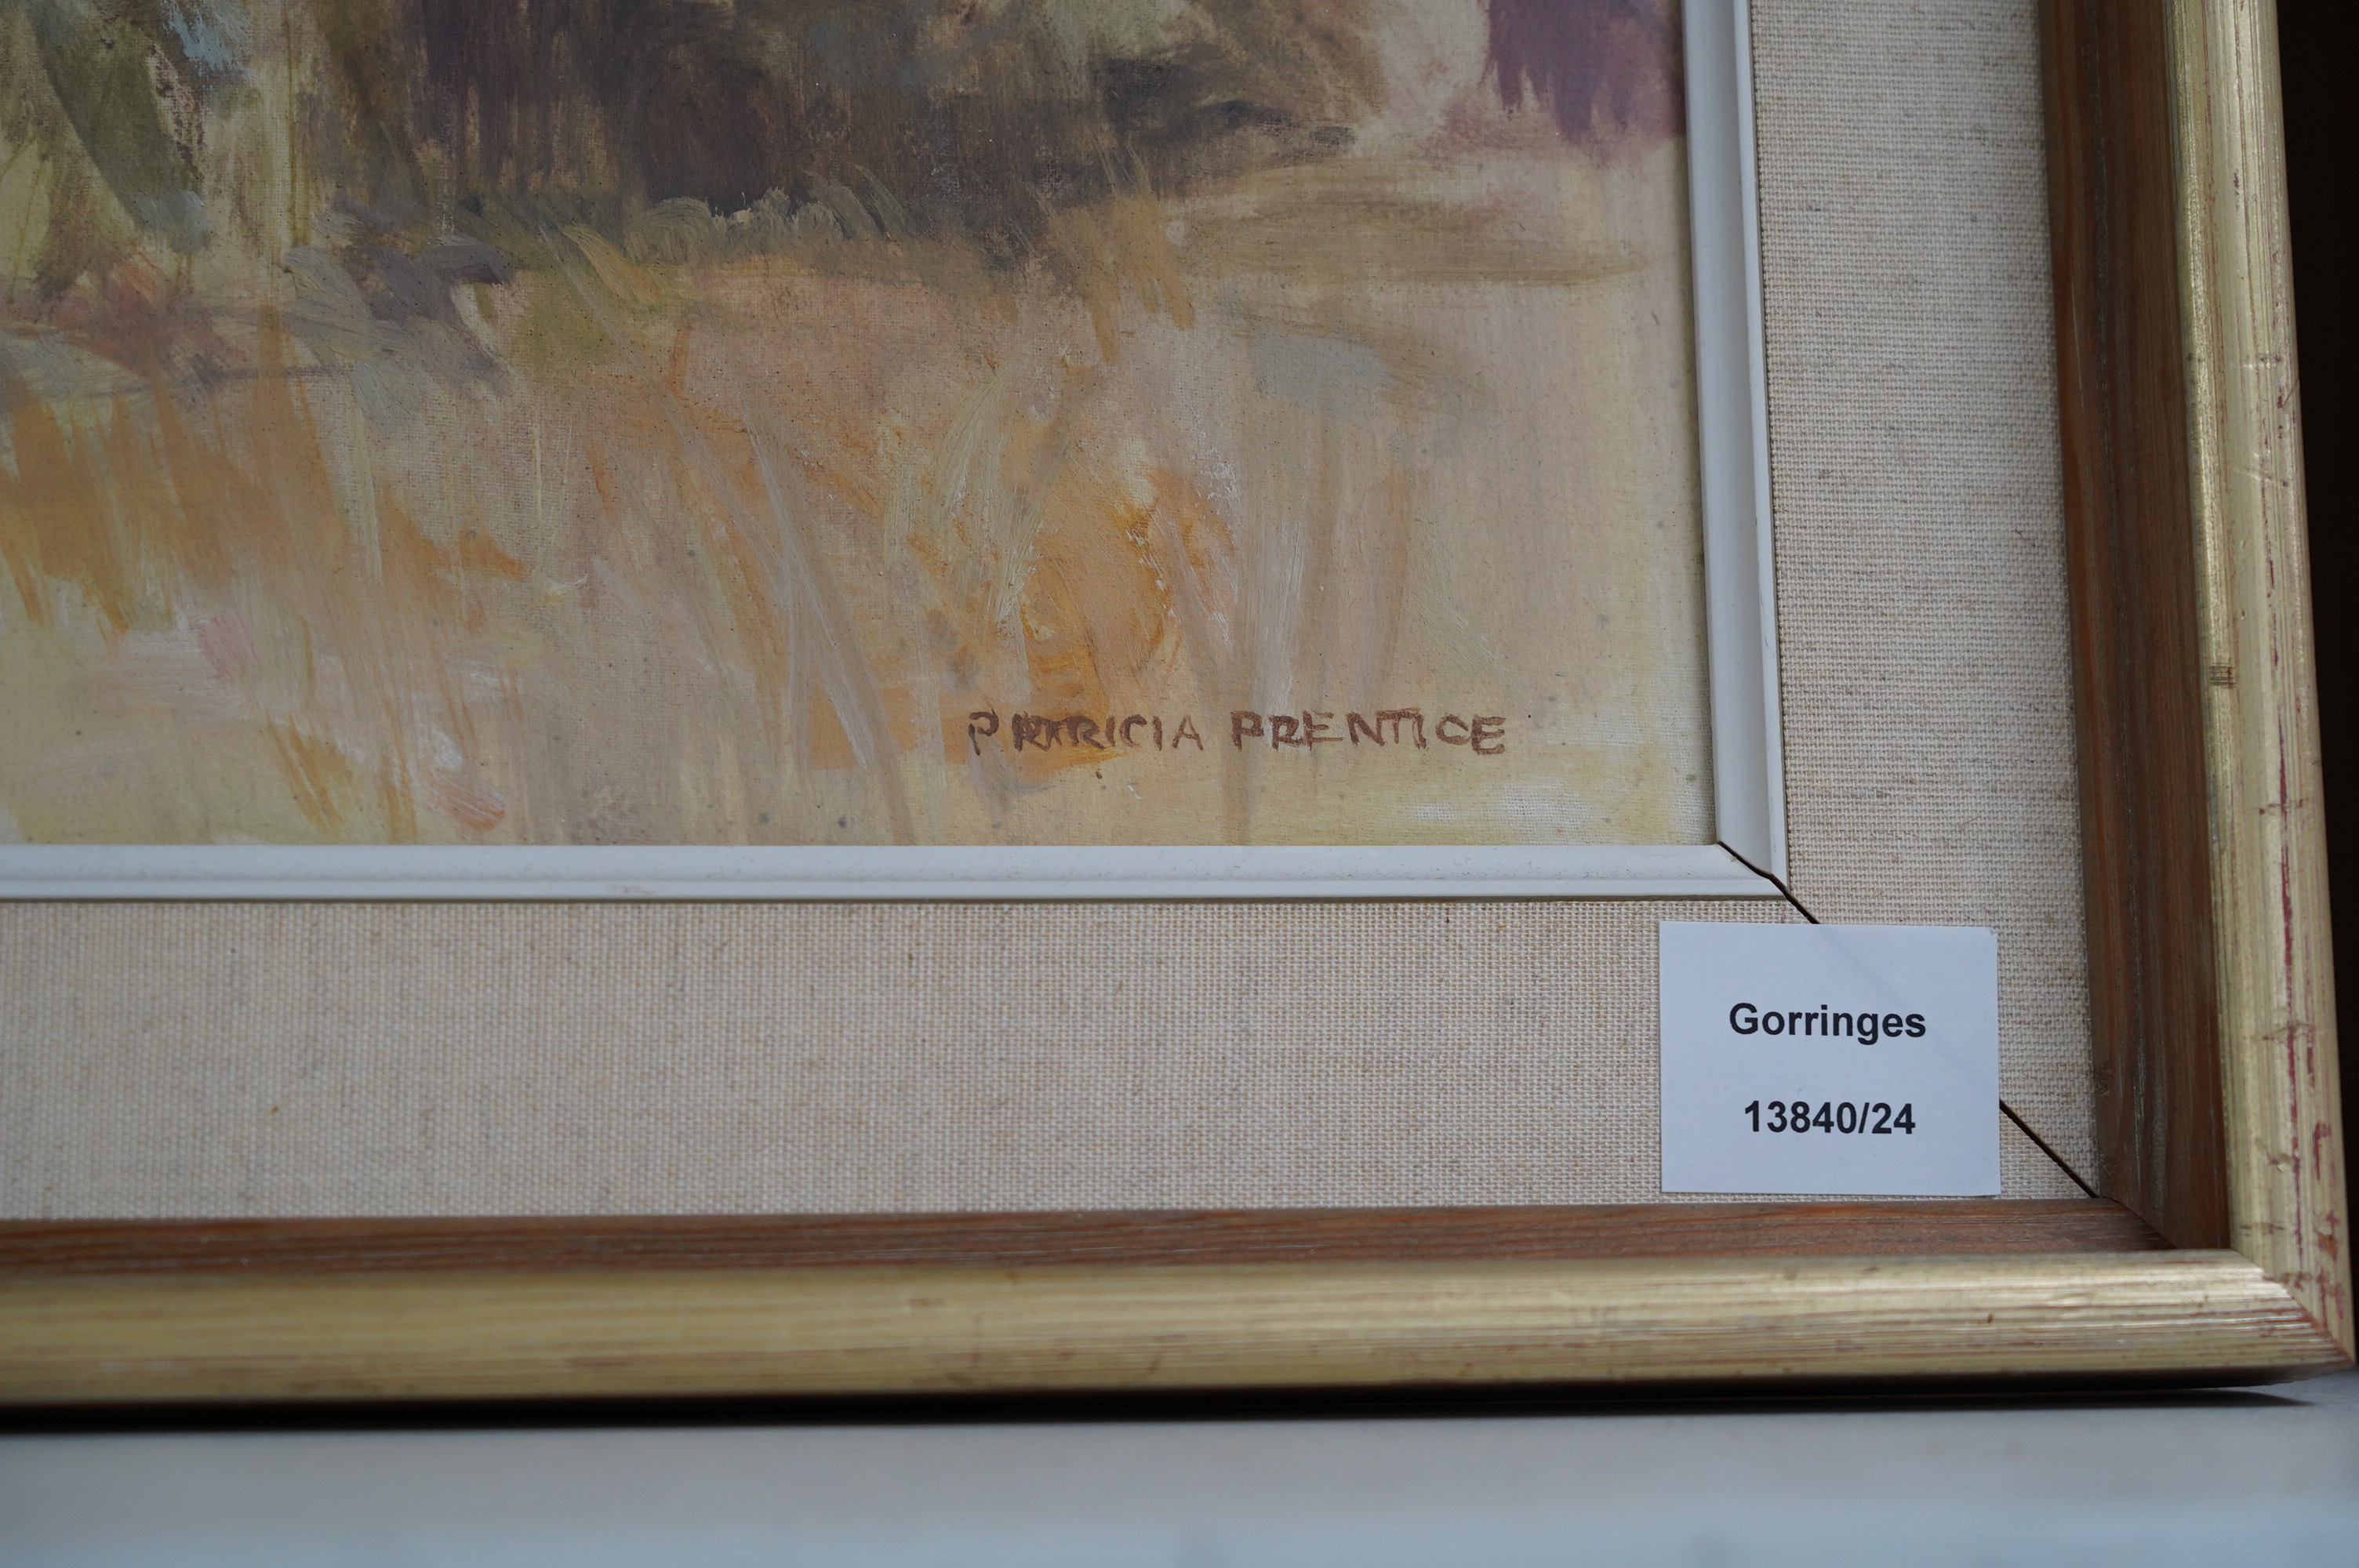 PATRICIA PRENTICE
Gorringes
13840/24